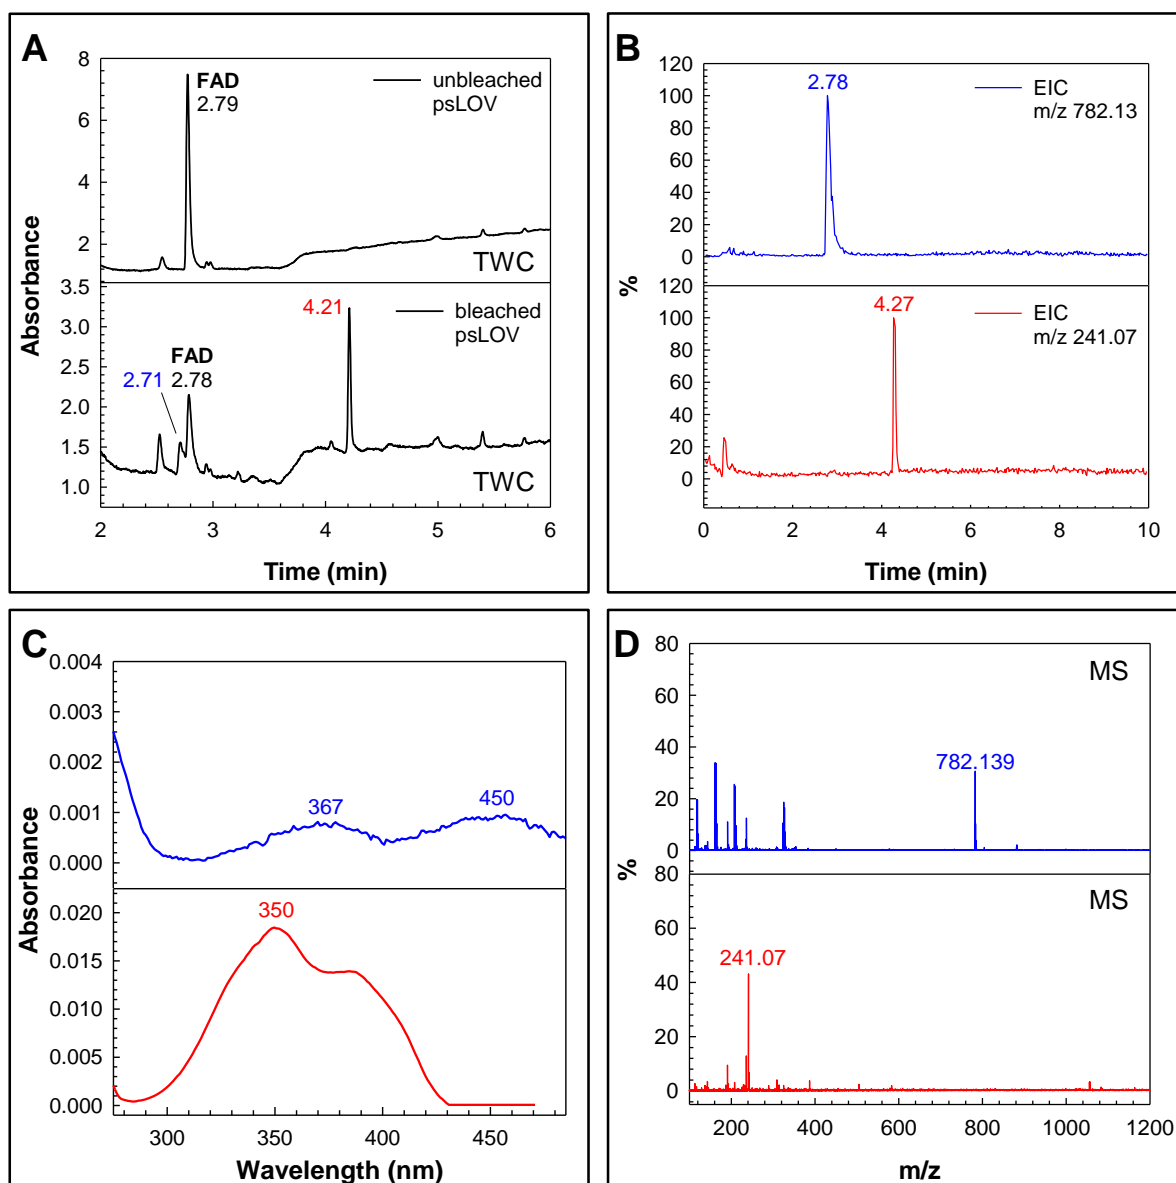 A
8
6
4
2
FAD
2.79
unbleached
psLOV
TWC
3.5
3.0
2.5
2.0
1.5
1.0
4.21
bleached
psLOV
FAD
2.71 2.78
TWC
2 3 4 5 6
Absorbance
Time (min)
B
120
100
80
60
40
20
0
2.78
EIC
m/z 782.13
120
100
80
60
40
20
0
4.27
EIC
m/z 241.07
0 2 4 6 8 10
%
Time (min)
C
0.004
0.003
0.002
0.001
0.000
367
450
0.020
0.015
0.010
0.005
0.000
350
300 350 400 450
Absorbance
Wavelength (nm)
D
80
60
40
20
0
MS
782.139
80
60
40
20
0
MS
241.07
200 400 600 800 1000 1200
%
m/z